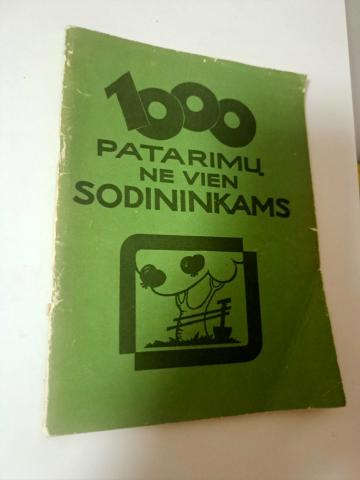 1000
PATARIMŲ
NE VIEN
SODININKAMS